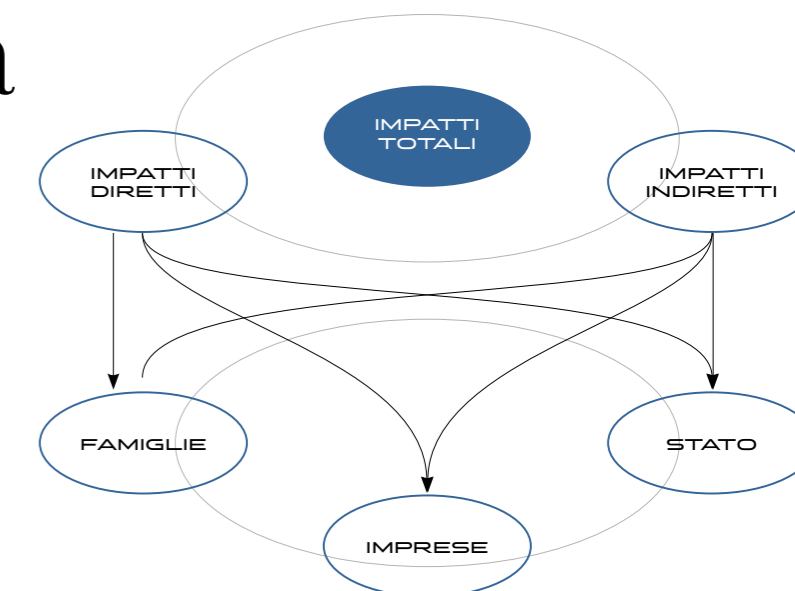 a
IMPATTI
TOTALI
IMPATTI
DIRETTI
IMPATTI
INDIRETTI
FAMIGLIE
STATO
IMPRESE